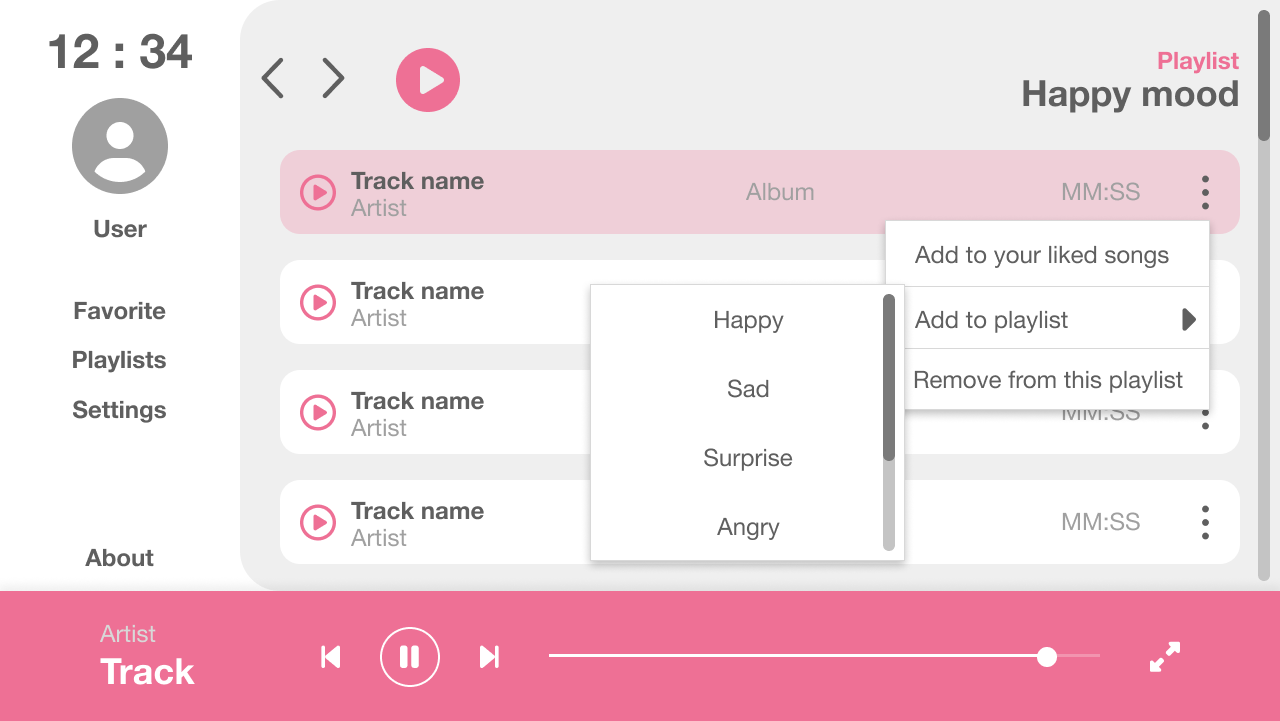 12 : 34
User
Favorite
Playlists
Settings
About
Playlist
Happy mood
Track name
Artist
Album
MM:SS
Add to your liked songs
Add to playlist
Remove from this playlist
Track name
Artist
Happy
Sad
Surprise
Angry
Track name
Artist
MM:SS
Track name
Artist
MM:SS
Artist
Track